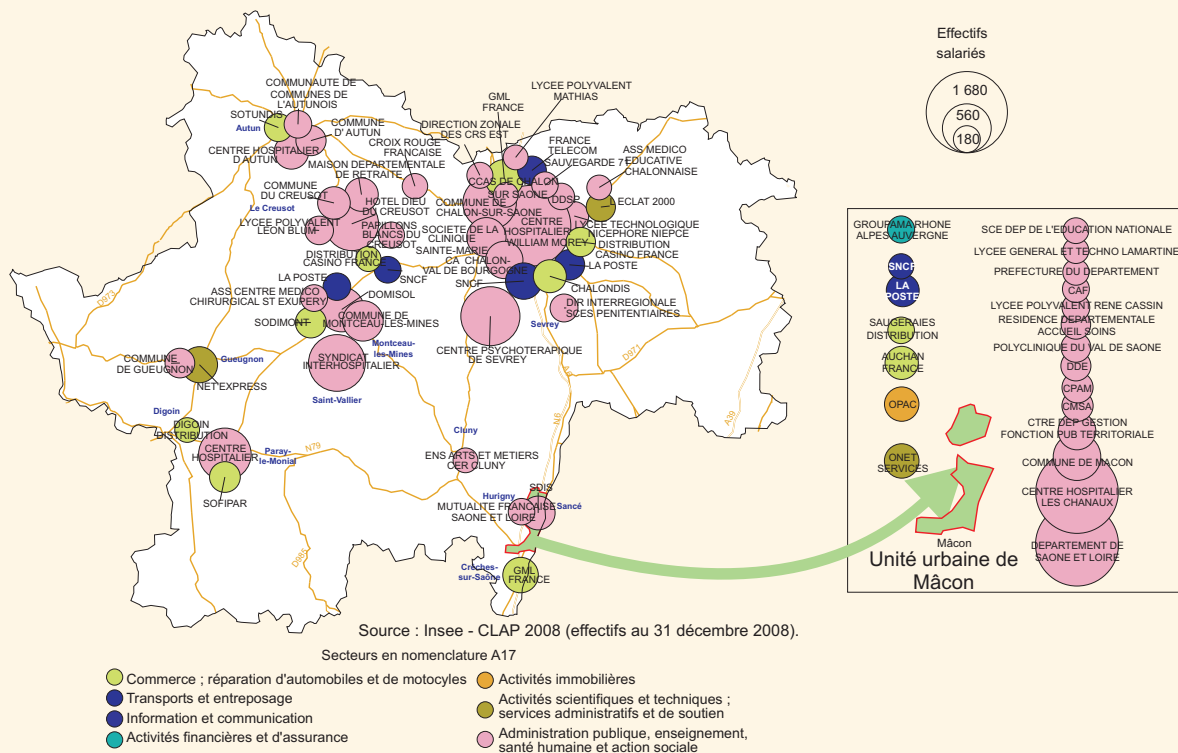 Effectifs
salariés
1 680
560
180
COMMUNAUTE DE
COMMUNES DE
L'AUTUNOIS
SOTUNDIS
Autun
COMMUNE
D' AUTUN
CENTRE HOSPITALIER
D'AUTUN
CROIX ROUGE
FRANCAISE
MAISON DEPARTEMENTALE
DE RETRAITE
COMMUNE
DU CREUSOT
Le Creusot
HOTEL DIEU
DU CREUSOT
LYCEE POLYVALENT
LEON BLUM
PAPILLONS
BLANCS DU
CREUSOT
DISTRIBUTION
CASINO FRANCE
SNCF
LA POSTE
ASS CENTRE MEDICO
CHIRURGICAL ST EXUPERY
DOMISOL
SODIMONT
COMMUNE DE
MONTCEAU-LES-MINES
Montceau-
les-Mines
SYNDICAT
INTERHOSPITALIER
Saint-Vallier
GML
FRANCE
LYCEE POLYVALENT
MATHIAS
DIRECTION ZONALE
DES CRS EST
FRANCE
TELECOM
SAUVEGARDE 71
ASS MEDICO
EDUCATIVE
CHALONNAISE
CCAS DE CHALON
SUR SAONE
DDSP
L ECLAT 2000
COMMUNE DE
CHALON-SUR-SAONE
CENTRE
HOSPITALIER
WILLIAM MOREY
LYCEE TECHNOLOGIQUE
NICEPHORE NIEPCE
SOCIETE DE LA
CLINIQUE
SAINTE-MARIE
DISTRIBUTION
CASINO FRANCE
CA CHALON-
VAL DE BOURGOGNE
LA POSTE
SNCF
CHALONDIS
DIR INTERREGIONALE
SCES PENITENTIAIRES
Sevrey
CENTRE PSYCHOTERAPIQUE
DE SEVREY
D973
D971
A6
N6
A39
COMMUNE
DE GUEUGNON
Gueugnon
NET'EXPRESS
Digoin
DIGOIN
DISTRIBUTION
CENTRE
HOSPITALIER
Paray-
le-Monial
N79
SOFIPAR
D985
Cluny
ENS ARTS ET METIERS
CER CLUNY
SDIS
Hurigny
MUTUALITE FRANCAISE
SAONE ET LOIRE
Sancé
Crèches-
sur-Saône
GML
FRANCE
GROUPAMA RHONE
ALPES AUVERGNE
SNCF
LA
POSTE
SAUGERAIES
DISTRIBUTION
AUCHAN
FRANCE
OPAC
ONET
SERVICES
SCE DEP DE L'EDUCATION NATIONALE
LYCEE GENERAL ET TECHNO LAMARTINE
PREFECTURE DU DEPARTEMENT
CAF
LYCEE POLYVALENT RENE CASSIN
RESIDENCE DEPARTEMENTALE
ACCUEIL SOINS
POLYCLINIQUE DU VAL DE SAONE
DDE
CPAM
CMSA
CTRE DEP GESTION
FONCTION PUB TERRITORIALE
COMMUNE DE MACON
CENTRE HOSPITALIER
LES CHANAUX
DEPARTEMENT DE
SAONE ET LOIRE
Mâcon
Unité urbaine de
Mâcon
Source : Insee - CLAP 2008 (effectifs au 31 décembre 2008).
Secteurs en nomenclature A17
Commerce ; réparation d'automobiles et de motocyles
Transports et entreposage
Information et communication
Activités financières et d'assurance
Activités immobilières
Activités scientifiques et techniques ;
services administratifs et de soutien
Administration publique, enseignement,
santé humaine et action sociale